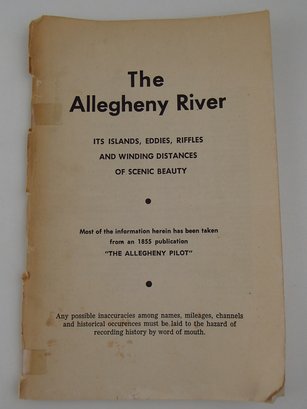 The
Allegheny River
ITS ISLANDS, EDDIES, RIFFLES
AND WINDING DISTANCES
OF SCENIC BEAUTY
Most of the information herein has been taken
from an 1855 publication
"THE ALLEGHENY PILOT"
Any possible inaccuracies among names, mileages, channels
and historical occurences must be laid to the hazard of
recording history by word of mouth.